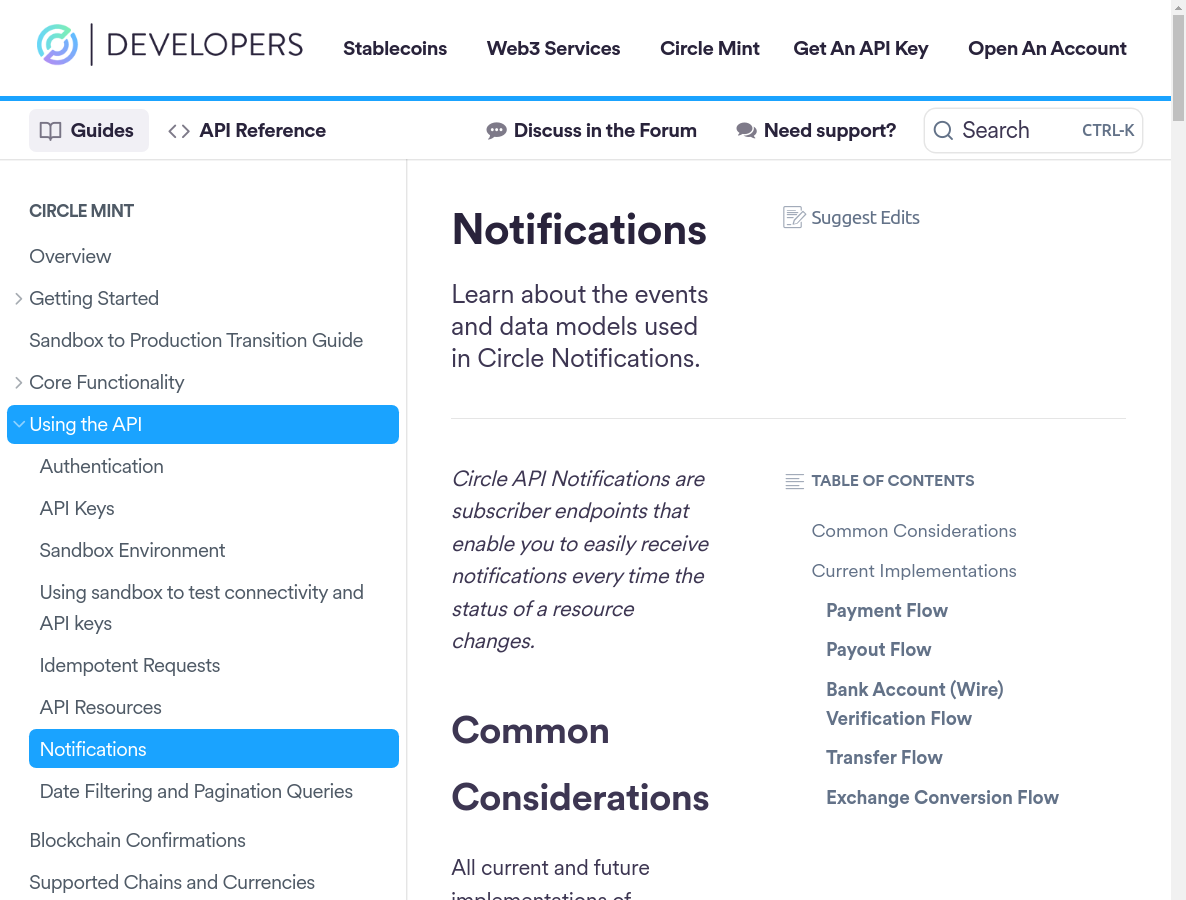 DEVELOPERS
Stablecoins
Web3 Services
Circle Mint
Get An API Key
Open An Account
Guides
API Reference
Discuss in the Forum
Need support?
Search
CTRL-K
CIRCLE MINT
Overview
Getting Started
Sandbox to Production Transition Guide
Core Functionality
Using the API
Authentication
API Keys
Sandbox Environment
Using sandbox to test connectivity and
API keys
Idempotent Requests
API Resources
Notifications
Date Filtering and Pagination Queries
Blockchain Confirmations
Supported Chains and Currencies
Notifications
Suggest Edits
Learn about the events
and data models used
in Circle Notifications.
Circle API Notifications are
subscriber endpoints that
enable you to easily receive
notifications every time the
status of a resource
changes.
Common
Considerations
All current and future
implementations of
TABLE OF CONTENTS
Common Considerations
Current Implementations
Payment Flow
Payout Flow
Bank Account (Wire)
Verification Flow
Transfer Flow
Exchange Conversion Flow